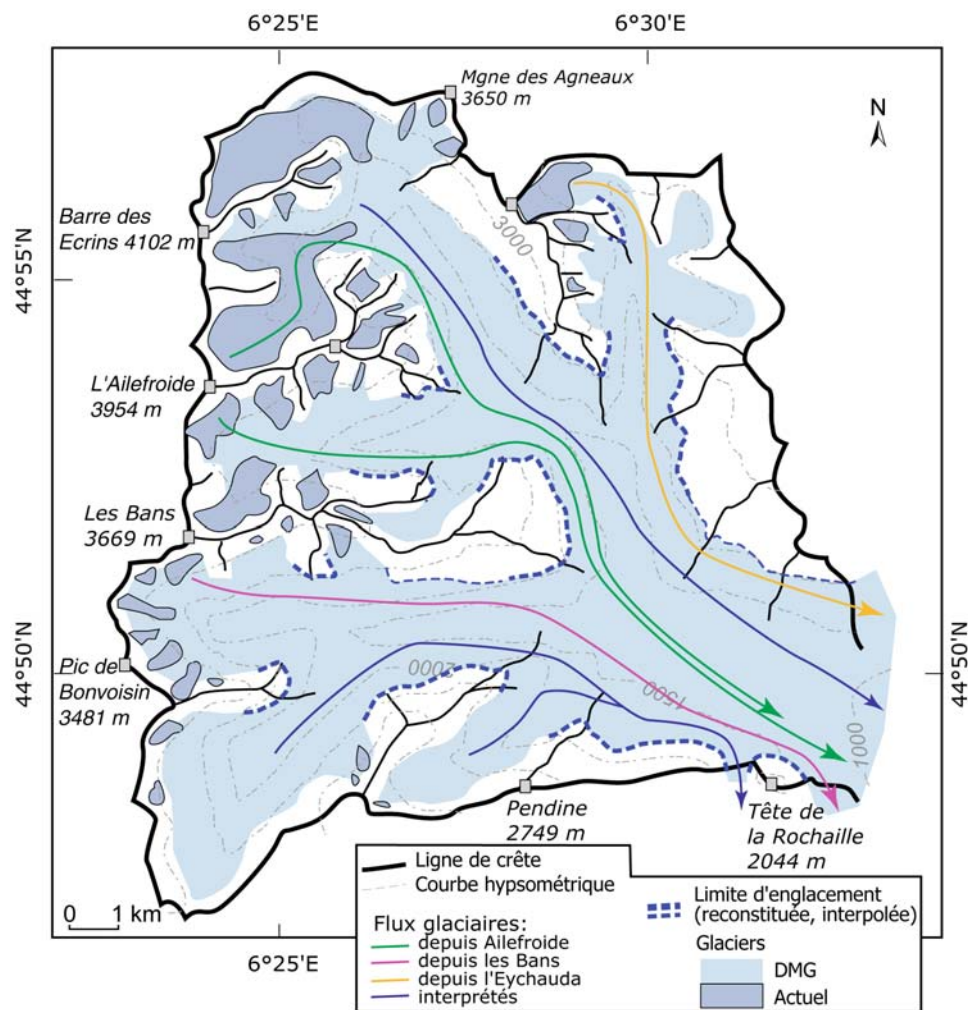 6°25'E
6°30'E
Mgne des Agneaux
3650 m
N
Barre des
Ecrins 4102 m
3000
44°55'N
44°55'N
L'Ailefroide
3954 m
Les Bans
3669 m
44°50'N
44°50'N
Pic de
Bonvoisin
3481 m
2000
1500
1000
Pendine
2749 m
Tête de
la Rochaille
2044 m
0 1 km
Ligne de crête
Courbe hypsométrique
Flux glaciaires:
depuis Ailefroide
depuis les Bans
depuis l'Eychauda
interprétés
Limite d'englacement
(reconstituée, interpolée)
Glaciers
DMG
Actuel
6°25'E
6°30'E